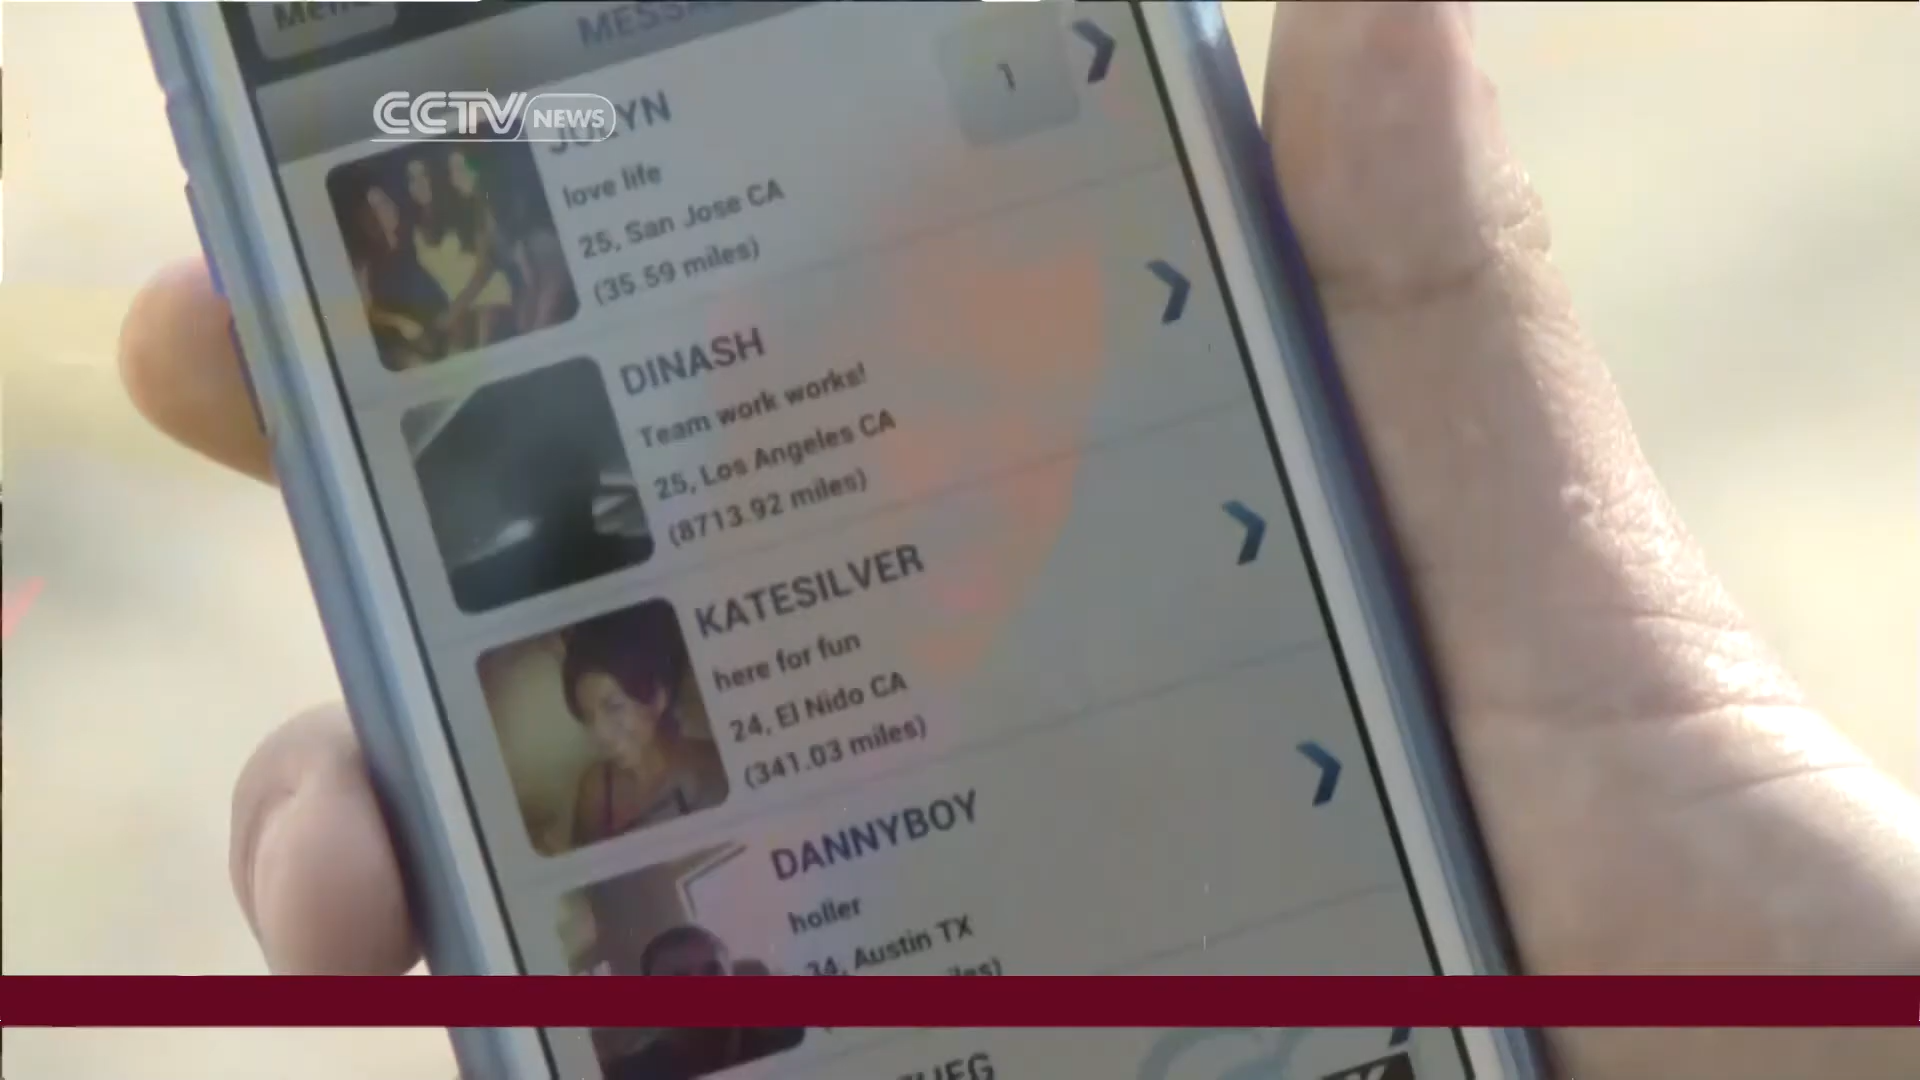 Menu
CCTV NEWS
love life
25, San Jose CA
(35.59 miles)
1
DINASH
Team work works!
25, Los Angeles CA
(8713.92 miles)
KATESILVER
here for fun
24, El Nido CA
(341.03 miles)
DANNYBOY
holler
Austin TX